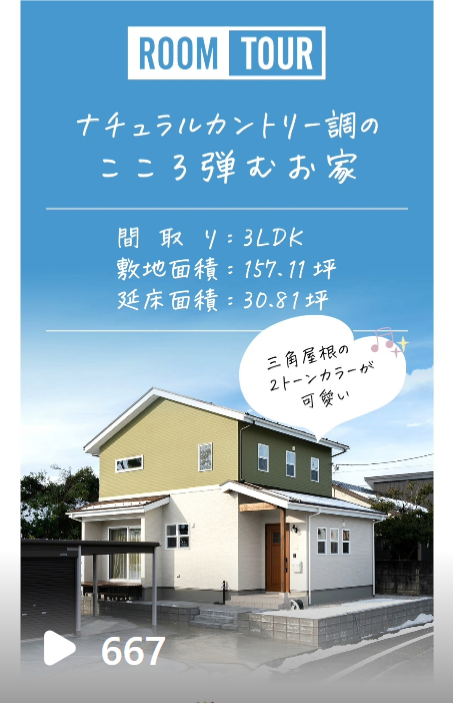 ROOM TOUR
ナチュラルカントリー調の
こころ弾むお家
間取り：3LDK
敷地面積：157.11坪
延床面積：30.81坪
三角屋根の
2トーンカラーが
可愛い
667